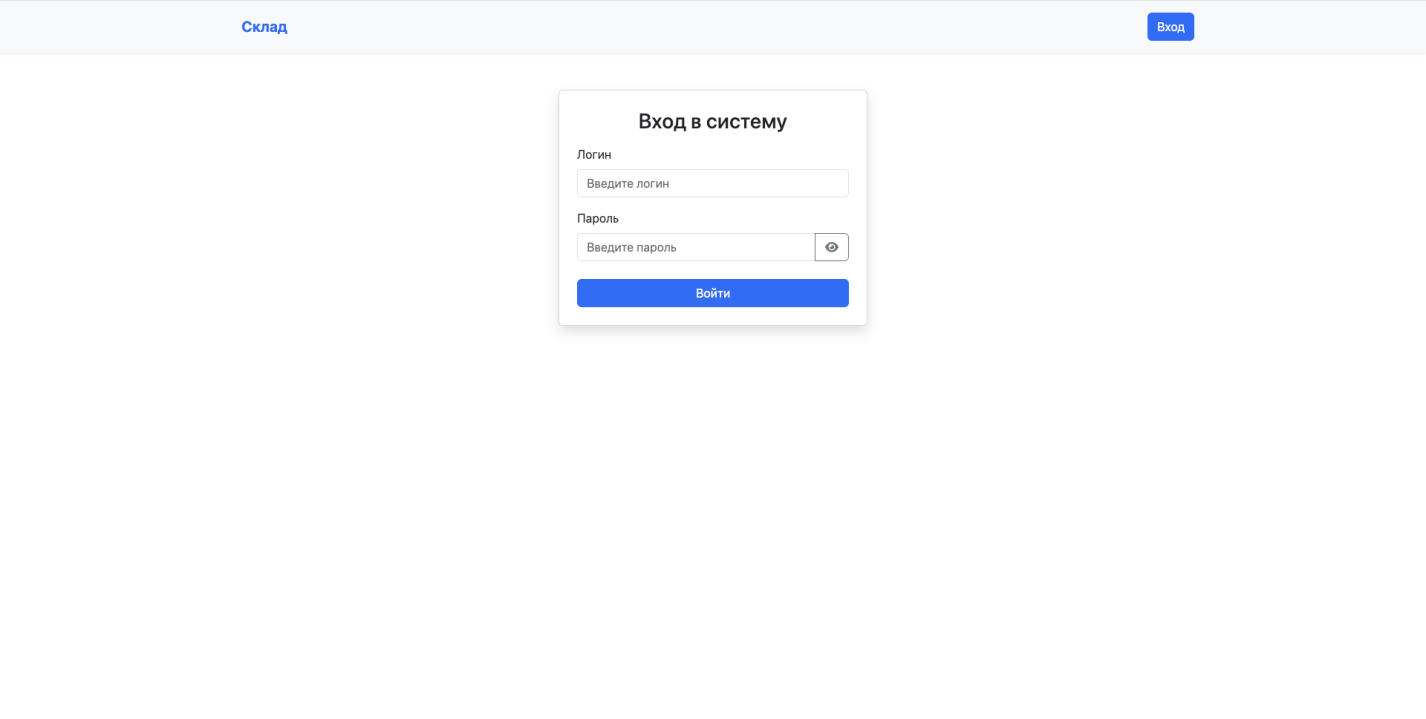 Склад
Вход
Вход в систему
Логин
Введите логин
Пароль
Введите пароль
Войти